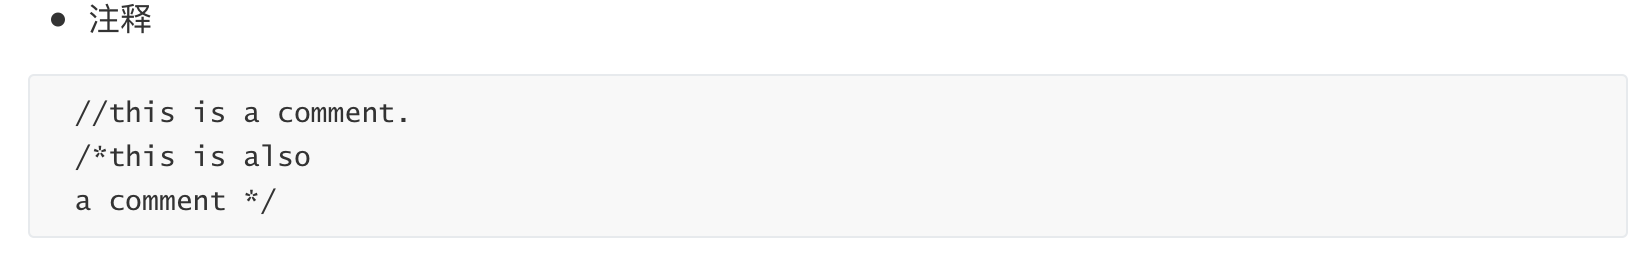 • 注释
//this is a comment.
/*this is also
a comment */